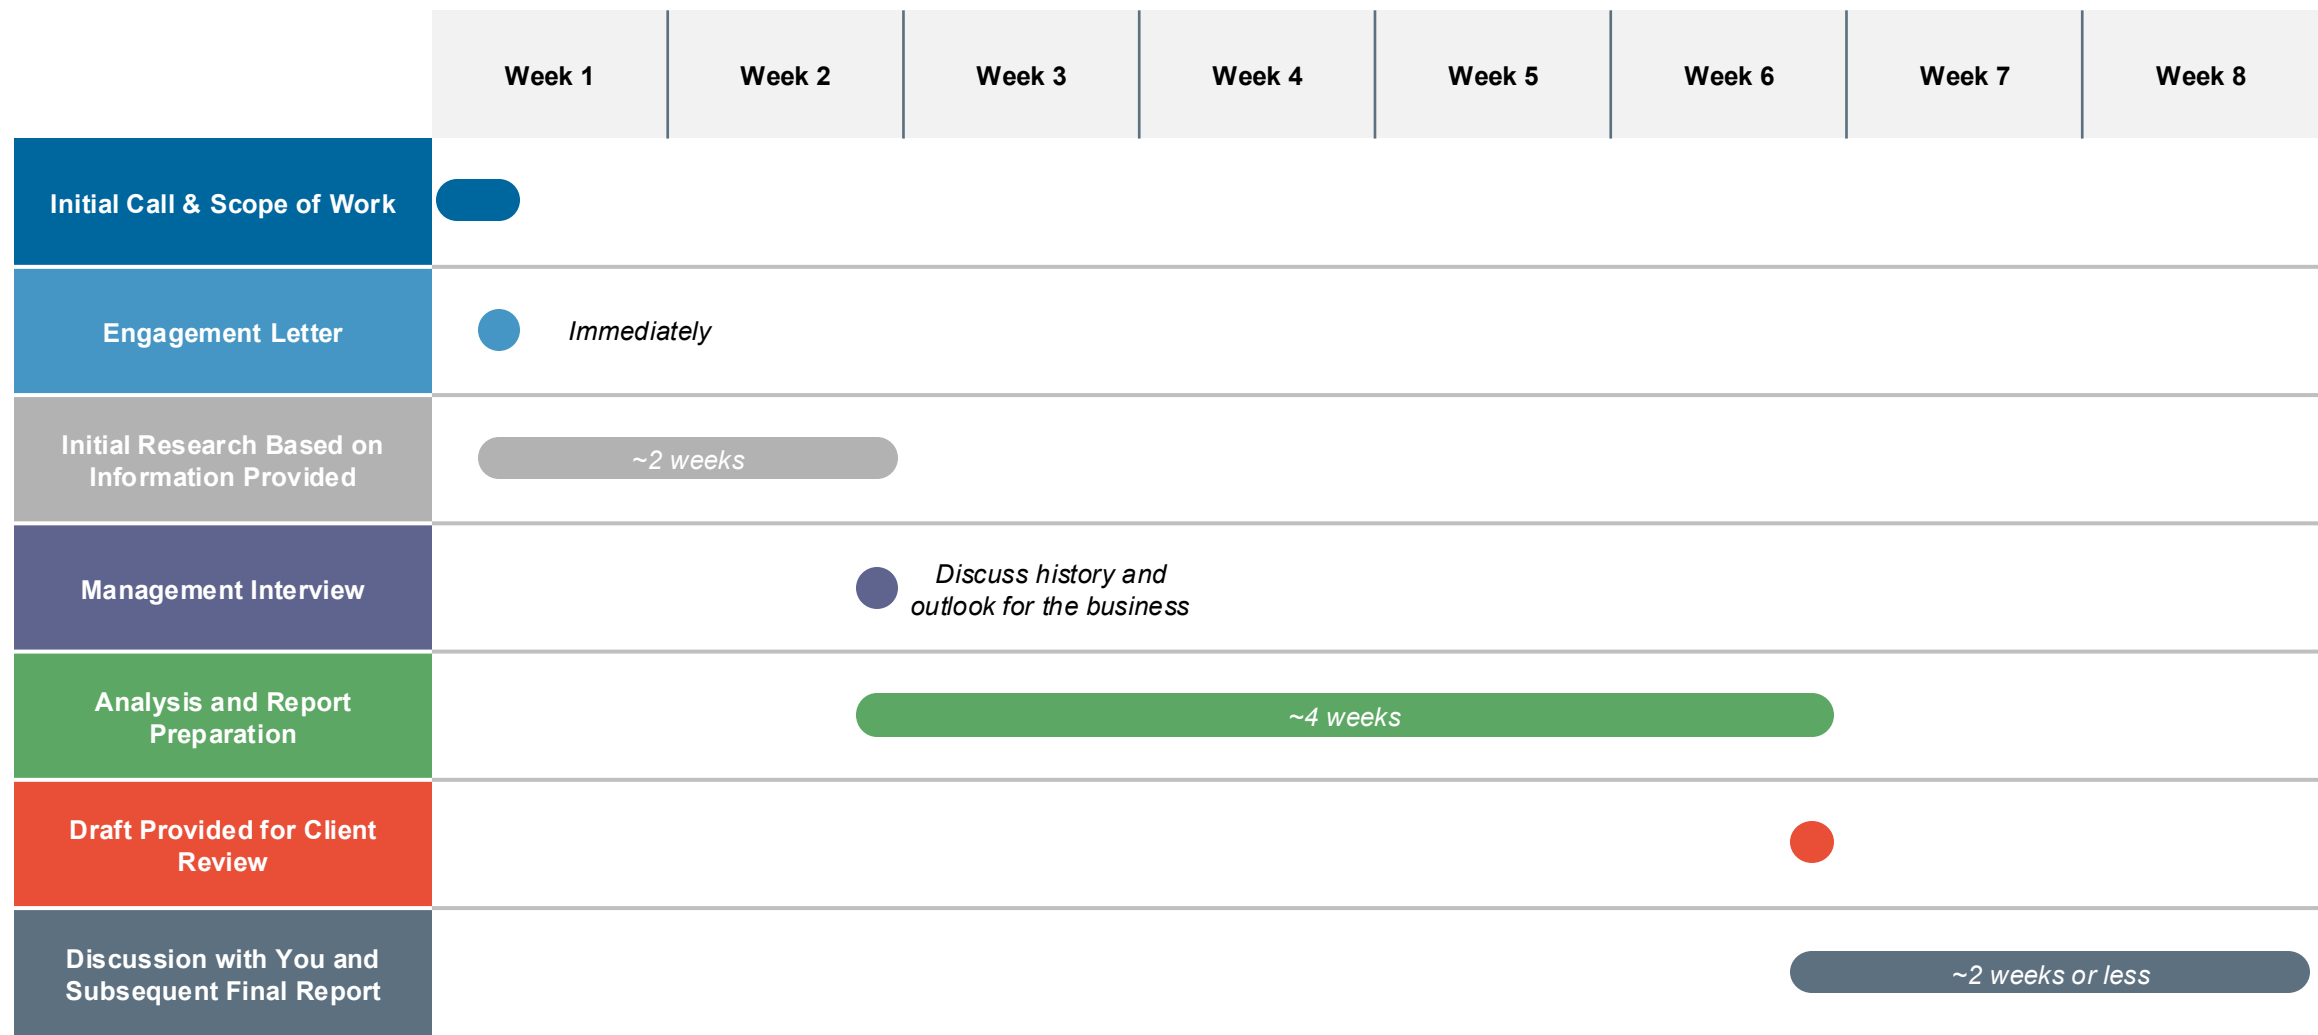 Week 1
Week 2
Week 3
Week 4
Week 5
Week 6
Week 7
Week 8
Initial Call & Scope of Work
Engagement Letter
Immediately
Initial Research Based on
Information Provided
~2 weeks
Management Interview
Discuss history and
outlook for the business
Analysis and Report
Preparation
~4 weeks
Draft Provided for Client
Review
Discussion with You and
Subsequent Final Report
~2 weeks or less